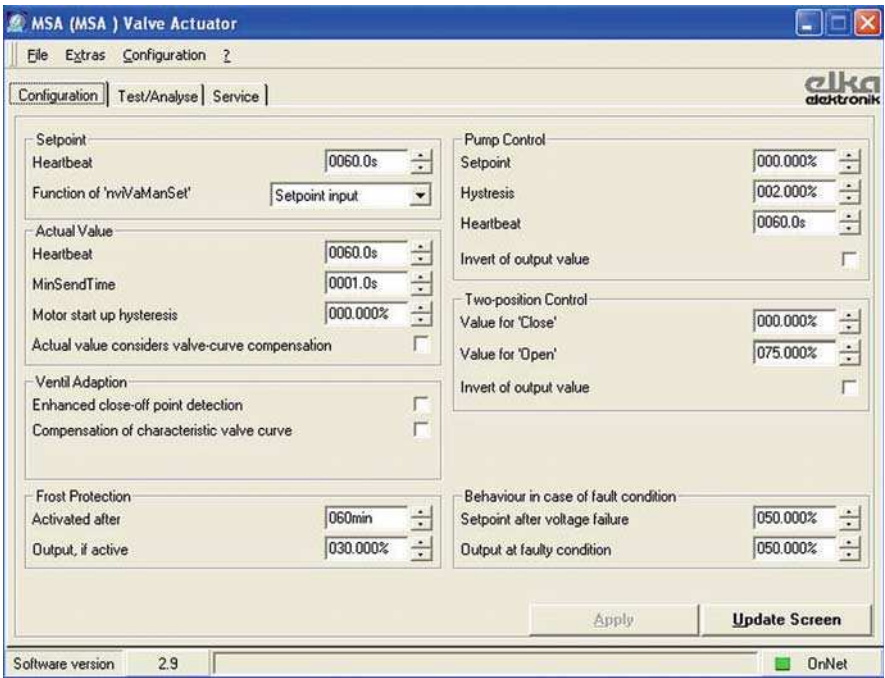 MSA (MSA ) Valve Actuator
File Extras Configuration ?
elka
elektronik
Configuration Test/Analyse Service
Setpoint
Heartbeat 0060.0s
Function of 'nviVaManSet' Setpoint input
Actual Value
Heartbeat 0060.0s
MinSendTime 0001.0s
Motor start up hysteresis 000.000%
Actual value considers valve-curve compensation
Ventil Adaption
Enhanced close-off point detection
Compensation of characteristic valve curve
Frost Protection
Activated after 060min
Output, if active 030.000%
Pump Control
Setpoint 000.000%
Hystresis 002.000%
Heartbeat 0060.0s
Invert of output value
Two-position Control
Value for 'Close' 000.000%
Value for 'Open' 075.000%
Invert of output value
Behaviour in case of fault condition
Setpoint after voltage failure 050.000%
Output at faulty condition 050.000%
Apply Update Screen
Software version 2.9 OnNet